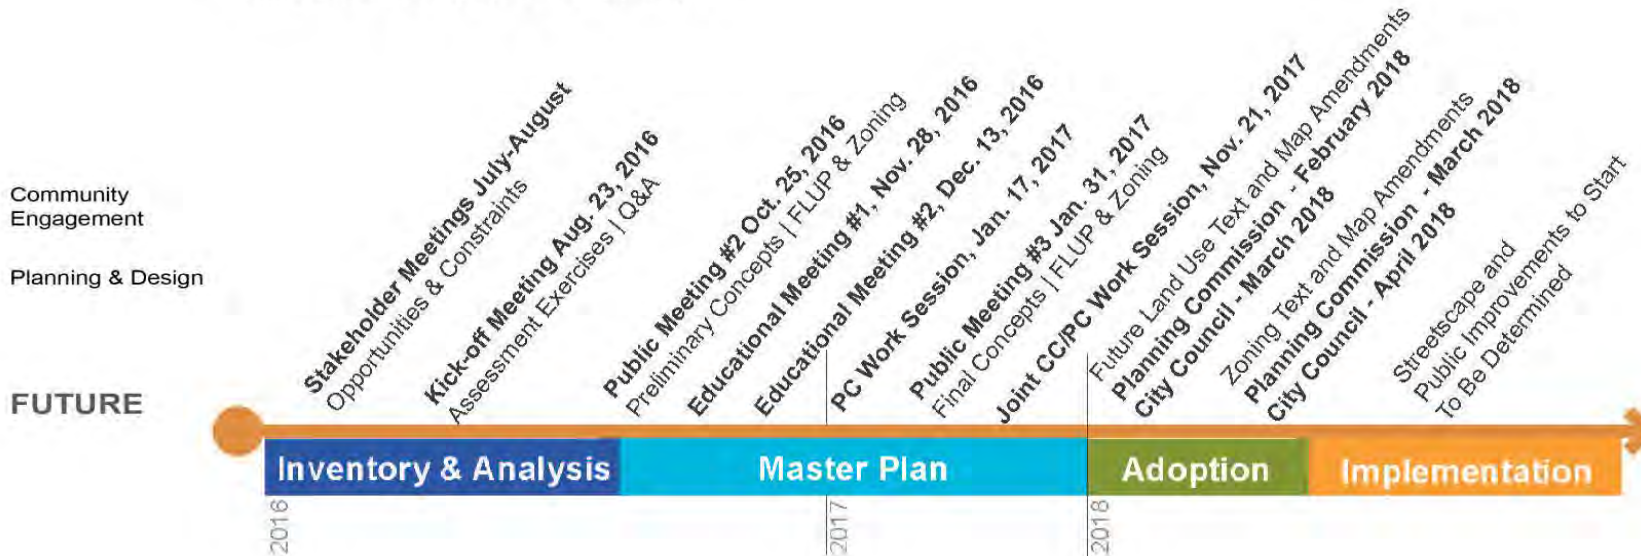 Community
Engagement
Planning & Design
FUTURE
Stakeholder Meetings July-August
Opportunities & Constraints
Kick-off Meeting Aug. 23, 2016
Assessment Exercises | Q&A
Public Meeting #2 Oct. 25, 2016
Preliminary Concepts | FLUP & Zoning
Educational Meeting #1, Nov. 28, 2016
Educational Meeting #2, Dec. 13, 2016
PC Work Session, Jan. 17, 2017
Public Meeting #3 Jan. 31, 2017
Final Concepts | FLUP & Zoning
Joint CC/PC Work Session, Nov. 21, 2017
Future Land Use Text and Map Amendments
Planning Commission - February 2018
City Council - March 2018
Zoning Text and Map Amendments
Planning Commission - March 2018
City Council - April 2018
Streetscape and
Public Improvements to Start
To Be Determined
Inventory & Analysis
Master Plan
Adoption
Implementation
2016
2017
2018